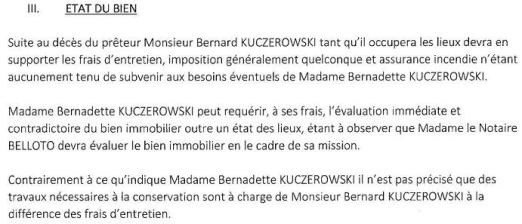 III. ETAT DU BIEN
Suite au décès du prêteur Monsieur Bernard KUCZEROWSKI tant qu'il occupera les lieux devra en
supporter les frais d'entretien, imposition généralement quelconque et assurance incendie n'étant
aucunement tenu de subvenir aux besoins éventuels de Madame Bernadette KUCZEROWSKI.
Madame Bernadette KUCZEROWSKI peut requérir, à ses frais, l'évaluation immédiate et
contradictoire du bien immobilier outre un état des lieux, étant à observer que Madame le Notaire
BELLOTO devra évaluer le bien immobilier en le cadre de sa mission.
Contrairement à ce qu'indique Madame Bernadette KUCZEROWSKI il n'est pas précisé que des
travaux nécessaires à la conservation sont à charge de Monsieur Bernard KUCZEROWSKI à la
différence des frais d'entretien.